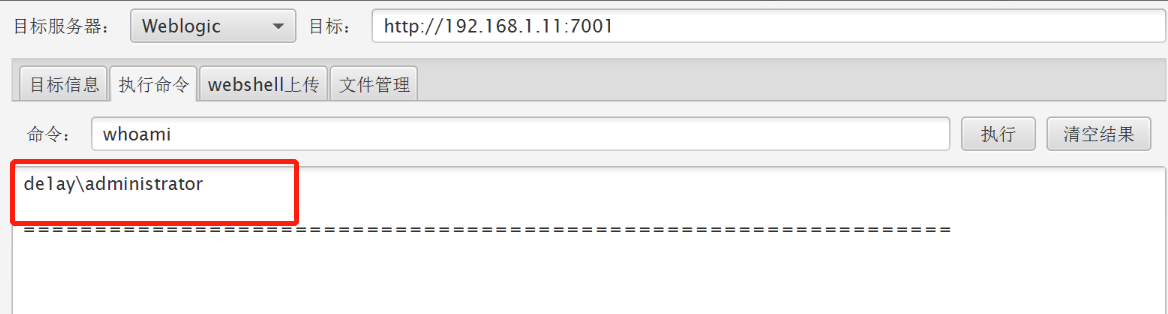 目标服务器： Weblogic 目标： http://192.168.1.11:7001
目标信息 执行命令 webshell上传 文件管理
命令： whoami 执行 清空结果
de1ay\administrator
=================================================================